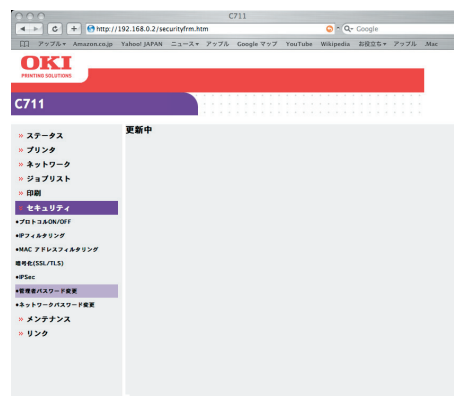 C711
http://192.168.0.2/securityfrm.htm
Q- Google
アップル▼ Amazon.co.jp Yahoo! JAPAN ニュース▼ アップル Google マップ YouTube Wikipedia お役立ち▼ アップル .Mac
OKI
PRINTING SOLUTIONS
C711
» ステータス
更新中
» プリンタ
» ネットワーク
» ジョブリスト
» 印刷
» セキュリティ
•プロトコルON/OFF
•IPフィルタリング
•MAC アドレスフィルタリング
暗号化(SSL/TLS)
•IPSec
•管理者パスワード変更
•ネットワークパスワード変更
» メンテナンス
» リンク